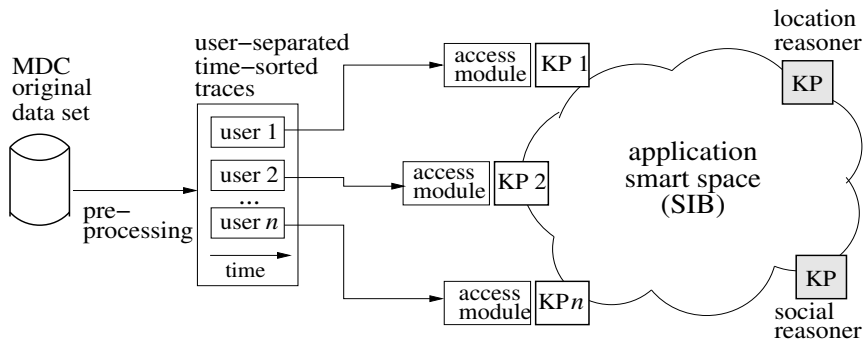 MDC
original
data set
pre-
processing
user-separated
time-sorted
traces
user 1
user 2
...
user n
time
access
module
KP 1
access
module
KP 2
access
module
KP n
application
smart space
(SIB)
location
reasoner
KP
KP
social
reasoner